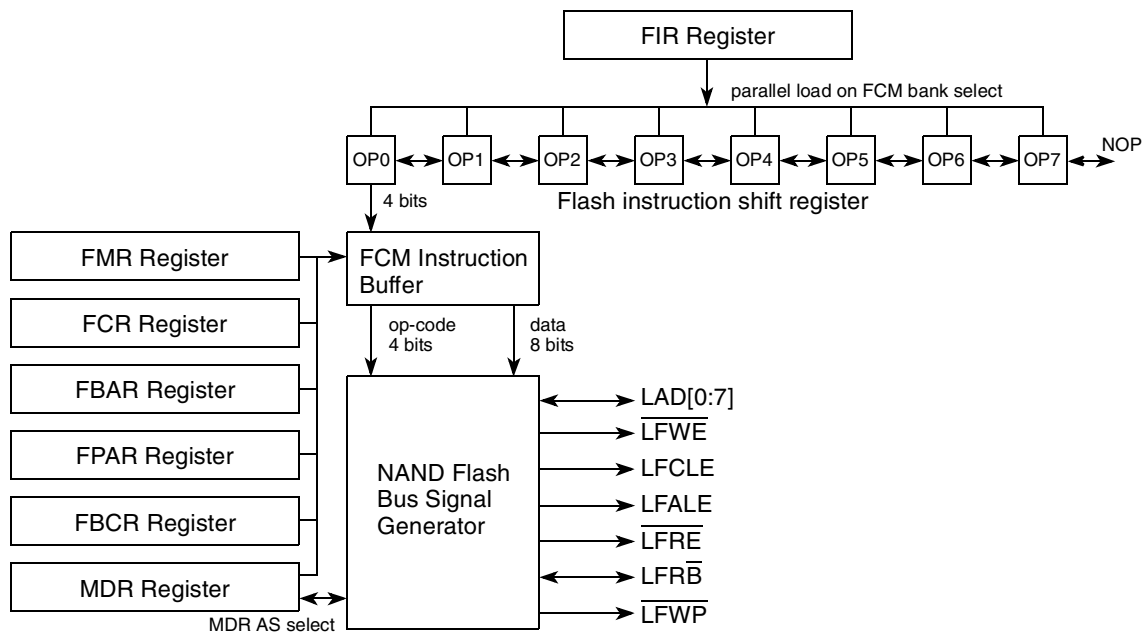 FIR Register
parallel load on FCM bank select
OP0 OP1 OP2 OP3 OP4 OP5 OP6 OP7 NOP
4 bits
Flash instruction shift register
FMR Register
FCM Instruction
Buffer
FCR Register
op-code
4 bits
data
8 bits
FBAR Register
FPAR Register
FBCR Register
MDR Register
MDR AS select
NAND Flash
Bus Signal
Generator
LAD[0:7]
L̅F̅W̅E̅
LFCLE
LFALE
L̅F̅R̅E̅
LFRB̅
L̅F̅W̅P̅